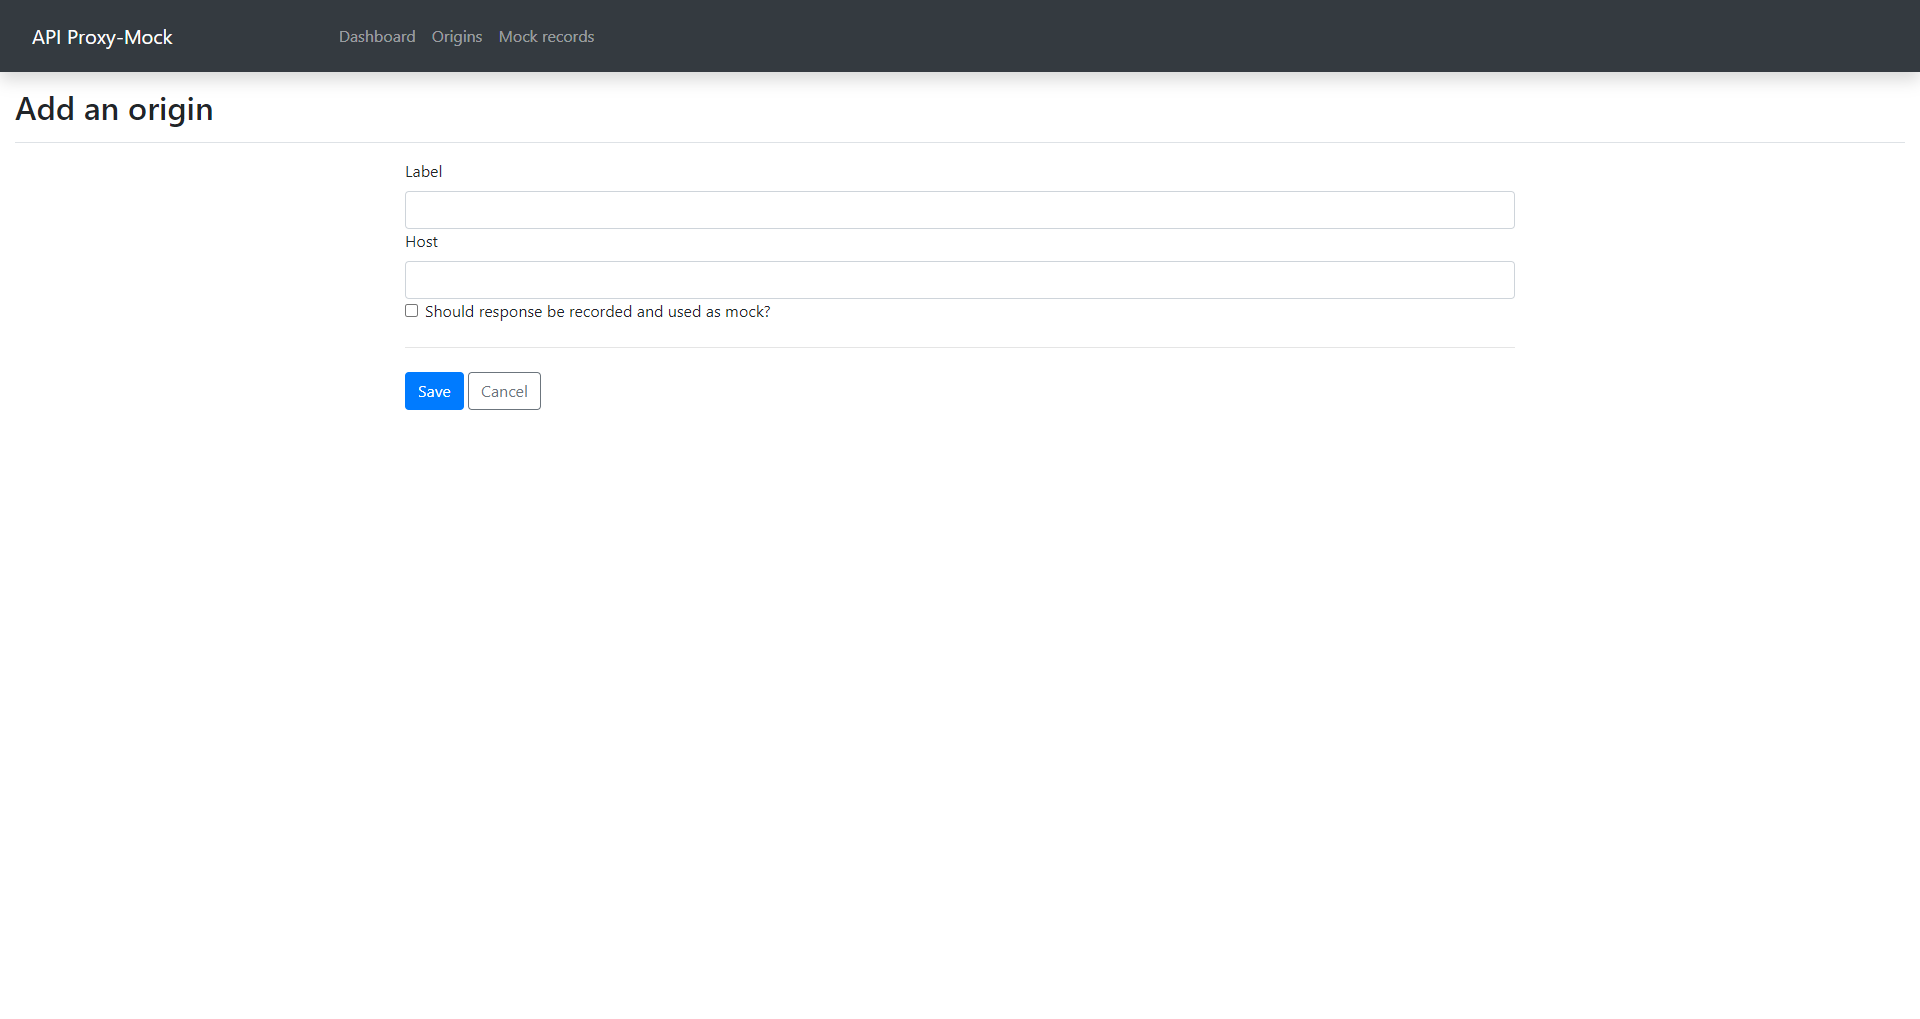 API Proxy-Mock Dashboard Origins Mock records
Add an origin
Label
Host
Should response be recorded and used as mock?
Save Cancel